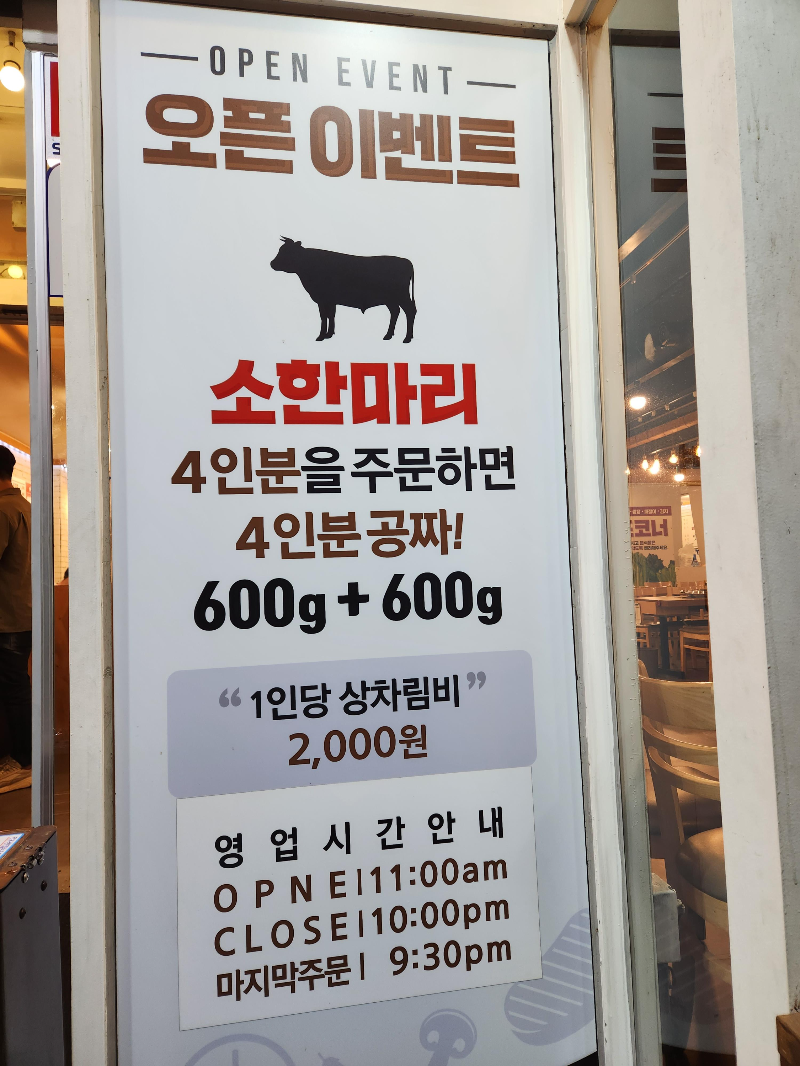 OPEN EVENT
오픈 이벤트
소한마리
4인분을 주문하면
4인분 공짜!
600g + 600g
“ 1인당 상차림비 ”
2,000원
영 업 시 간 안 내
OPNE | 11:00am
CLOSE | 10:00pm
마지막주문 | 9:30pm
코너